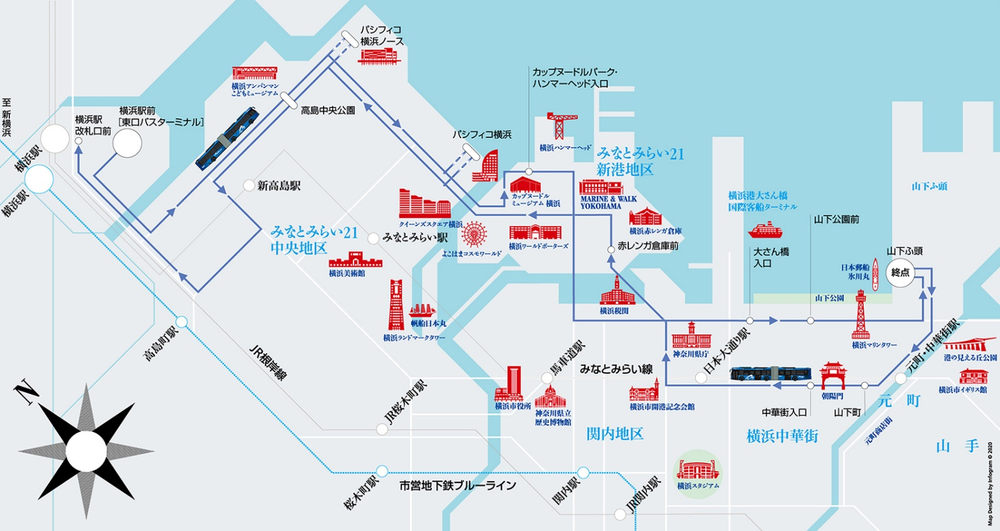 パシフィコ
横浜ノース
横浜アンパンマン
こどもミュージアム
カップヌードルパーク・
ハンマーヘッド入口
至 新横浜
横浜駅
改札口前
横浜駅前
[東口バスターミナル]
高島中央公園
パシフィコ横浜
横浜ハンマーヘッド
みなとみらい21
新港地区
横浜駅
横浜駅
新高島駅
カップヌードル
ミュージアム 横浜
MARINE & WALK
YOKOHAMA
横浜港大さん橋
国際客船ターミナル
山下ふ頭
山下公園前
クイーンズスクエア横浜
横浜赤レンガ倉庫
みなとみらい21
中央地区
みなとみらい駅
よこはまコスモワールド
横浜ワールドポーターズ
赤レンガ倉庫前
大さん橋
入口
山下ふ頭
終点
日本郵船
氷川丸
横浜美術館
山下公園
横浜税関
帆船日本丸
横浜ランドマークタワー
高島町駅
JR根岸線
神奈川県庁
日本大通り駅
横浜マリンタワー
元町・中華街駅
港の見える丘公園
馬車道駅
みなとみらい線
横浜市イギリス館
JR桜木町駅
横浜市役所
神奈川県立
歴史博物館
横浜市開港記念会館
朝陽門
中華街入口
山下町
元町
元町商店街
関内地区
横浜中華街
山手
N
桜木町駅
市営地下鉄ブルーライン
関内駅
JR関内駅
横浜スタジアム
Map Designed by Infogram © 2020